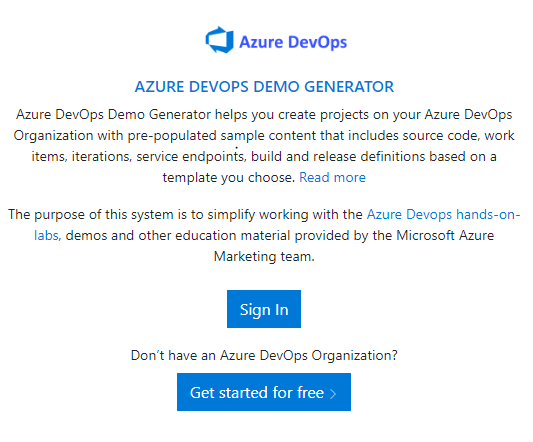 Azure DevOps
AZURE DEVOPS DEMO GENERATOR
Azure DevOps Demo Generator helps you create projects on your Azure DevOps
Organization with pre-populated sample content that includes source code, work
items, iterations, service endpoints, build and release definitions based on a
template you choose. Read more
The purpose of this system is to simplify working with the Azure Devops hands-on-
labs, demos and other education material provided by the Microsoft Azure
Marketing team.
Sign In
Don't have an Azure DevOps Organization?
Get started for free >